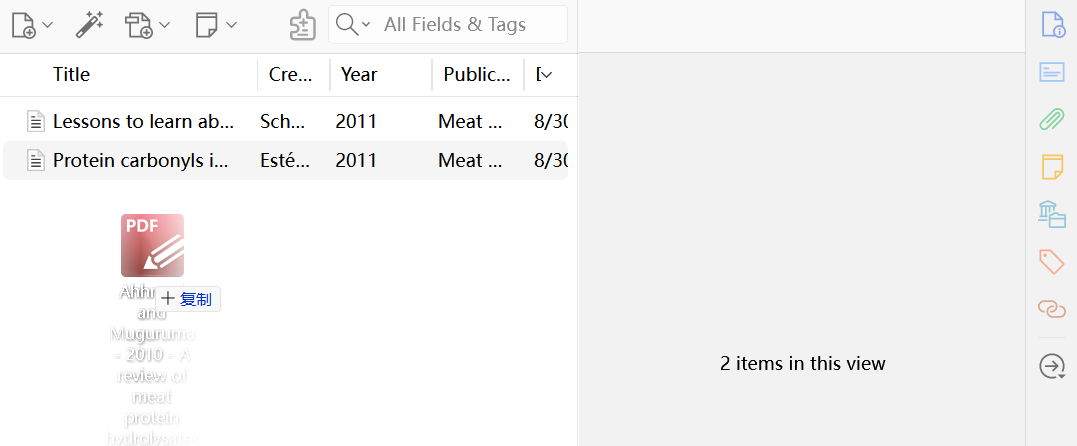 All Fields & Tags
Title Cre... Year Public... D
Lessons to learn ab... Sch... 2011 Meat ... 8/30
Protein carbonyls i... Esté... 2011 Meat ... 8/30
PDF
Ahhr
+ 复制
and
Muguruma
- 2010 - A
review of
meat
protein
hydrolysate
2 items in this view